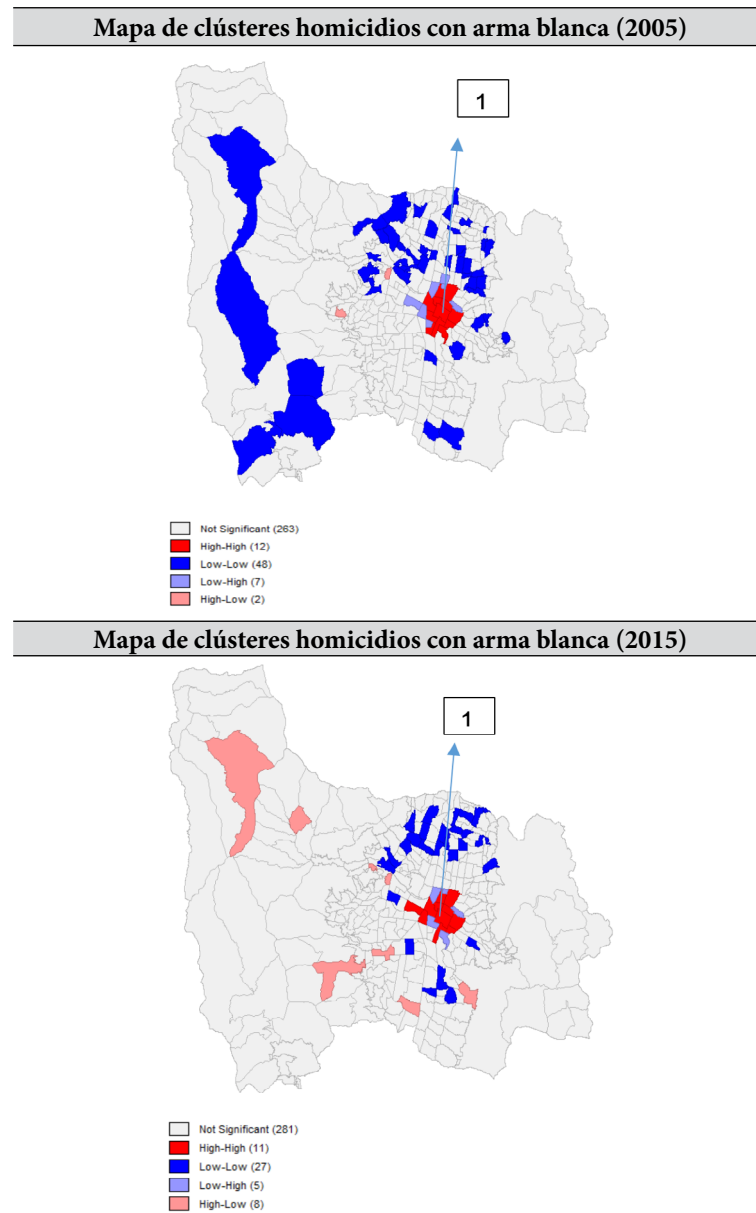 Mapa de clústeres homicidios con arma blanca (2005)
1
Not Significant (263)
High-High (12)
Low-Low (48)
Low-High (7)
High-Low (2)
Mapa de clústeres homicidios con arma blanca (2015)
1
Not Significant (281)
High-High (11)
Low-Low (27)
Low-High (5)
High-Low (8)